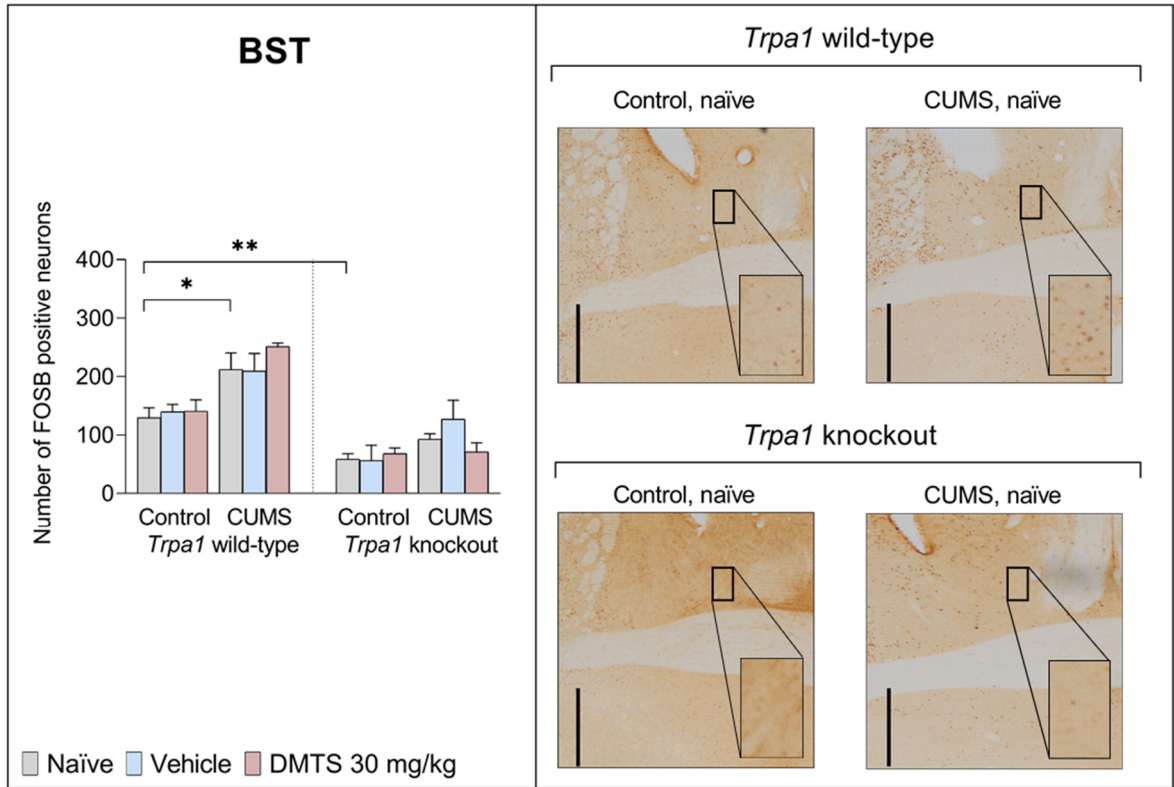 BST
Number of FOSB positive neurons
400
300
200
100
0
**
*
Control CUMS Control CUMS
Trpa1 wild-type Trpa1 knockout
Naïve Vehicle DMTS 30 mg/kg
Trpa1 wild-type
Control, naïve CUMS, naïve
Trpa1 knockout
Control, naïve CUMS, naïve